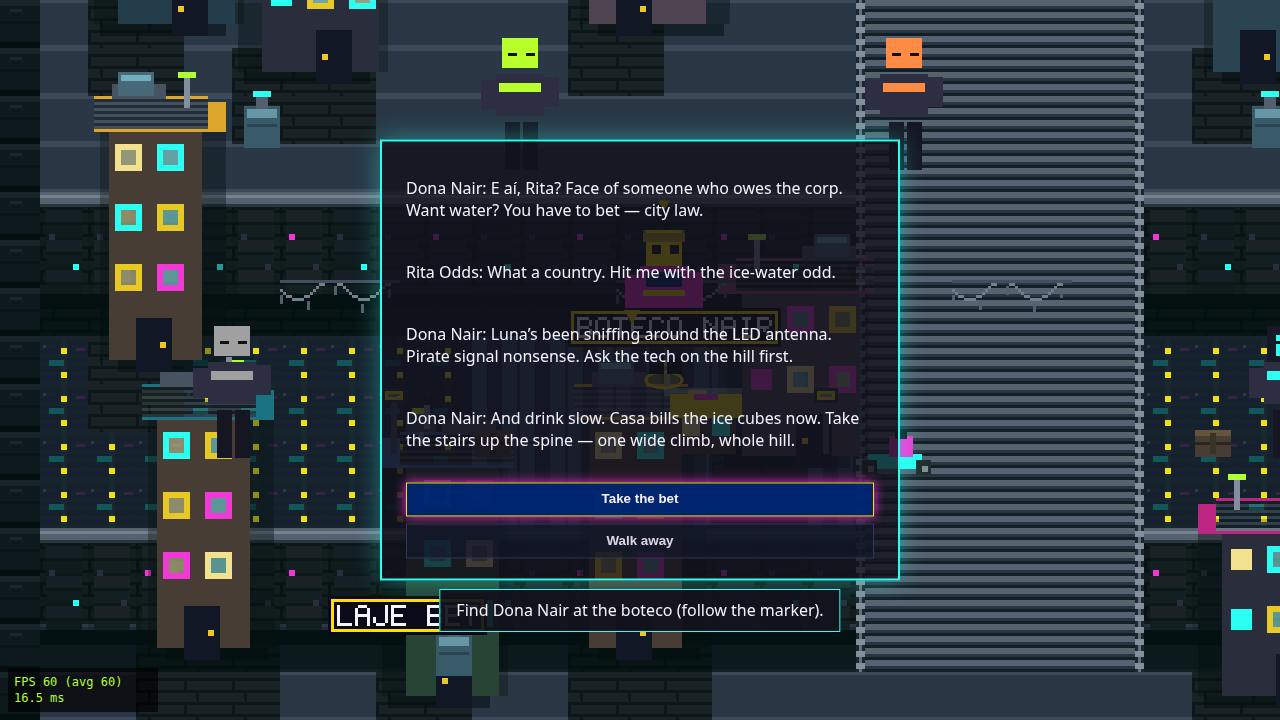 Dona Nair: E aí, Rita? Face of someone who owes the corp.
Want water? You have to bet — city law.
Rita Odds: What a country. Hit me with the ice-water odd.
BOTECO NAIR
Dona Nair: Luna’s been sniffing around the LED antenna.
Pirate signal nonsense. Ask the tech on the hill first.
Dona Nair: And drink slow. Casa bills the ice cubes now. Take
the stairs up the spine — one wide climb, whole hill.
Take the bet
Walk away
LAJE
Find Dona Nair at the boteco (follow the marker).
FPS 60 (avg 60)
16.5 ms